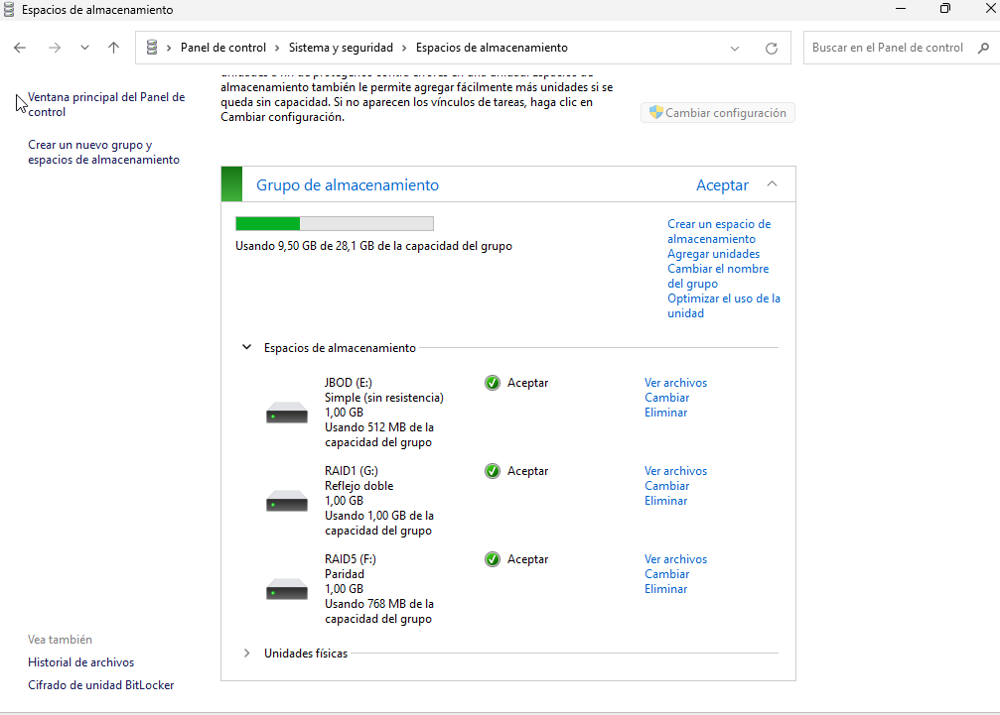 Espacios de almacenamiento
Panel de control > Sistema y seguridad > Espacios de almacenamiento
Buscar en el Panel de control
Ventana principal del Panel de
control
Crear un nuevo grupo y
espacios de almacenamiento
almacenamiento también le permite agregar fácilmente más unidades si se
queda sin capacidad. Si no aparecen los vínculos de tareas, haga clic en
Cambiar configuración.
Cambiar configuración
Grupo de almacenamiento
Aceptar
Usando 9,50 GB de 28,1 GB de la capacidad del grupo
Crear un espacio de
almacenamiento
Agregar unidades
Cambiar el nombre
del grupo
Optimizar el uso de la
unidad
Espacios de almacenamiento
JBOD (E:)
Simple (sin resistencia)
1,00 GB
Usando 512 MB de la
capacidad del grupo
Aceptar
Ver archivos
Cambiar
Eliminar
RAID1 (G:)
Reflejo doble
1,00 GB
Usando 1,00 GB de la
capacidad del grupo
Aceptar
Ver archivos
Cambiar
Eliminar
RAID5 (F:)
Paridad
1,00 GB
Usando 768 MB de la
capacidad del grupo
Aceptar
Ver archivos
Cambiar
Eliminar
Unidades físicas
Vea también
Historial de archivos
Cifrado de unidad BitLocker